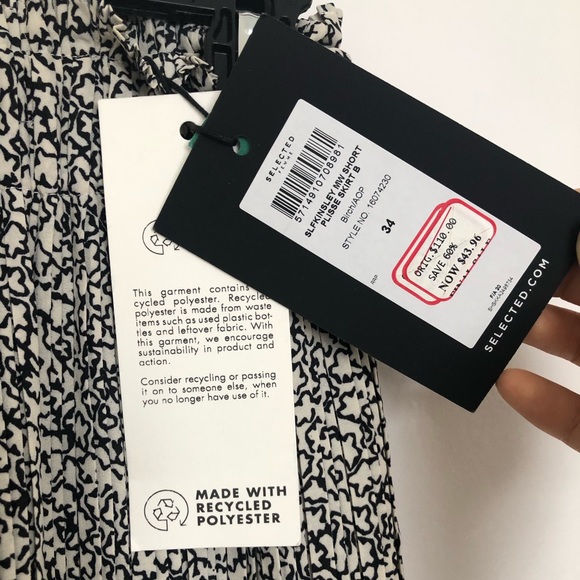 This garment contains
cycled polyester. Recycled
polyester is made from waste
items such as used plastic bot-
tles and leftover fabric. With
this garment, we encourage
sustainability in product and
action.
Consider recycling or passing
it on to someone else, when
you no longer have use of it.
MADE WITH
RECYCLED
POLYESTER
SELECTED
FEMME
5714910708981
SLFKINSLEY MW SHORT
PLISSE SKIRT B
Birch/AOP
STYLE NO. 16074230
34
ORIG. $110.00
SAVE 60%
NOW $43.96
SELECTED.COM